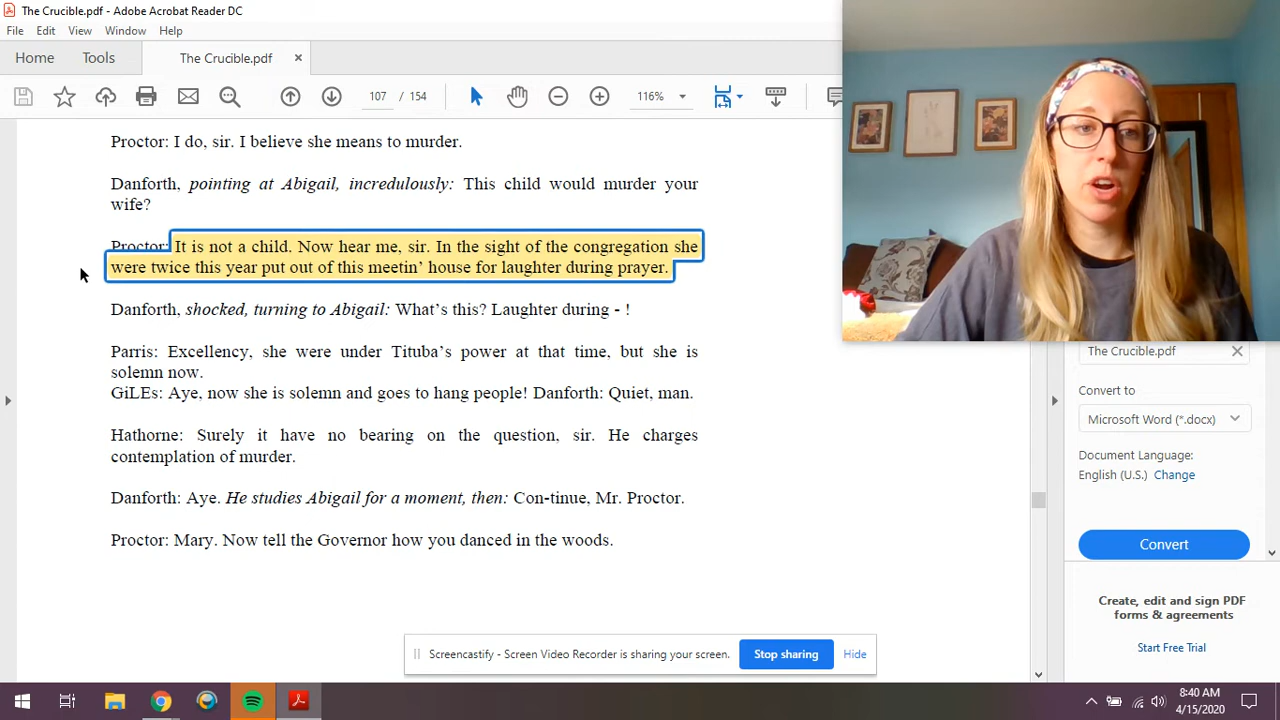 The Crucible.pdf - Adobe Acrobat Reader DC
File Edit View Window Help
Home Tools The Crucible.pdf ×
107 / 154 116%
Proctor: I do, sir. I believe she means to murder.
Danforth, pointing at Abigail, incredulously: This child would murder your
wife?
Proctor: It is not a child. Now hear me, sir. In the sight of the congregation she
were twice this year put out of this meetin’ house for laughter during prayer.
Danforth, shocked, turning to Abigail: What’s this? Laughter during - !
Parris: Excellency, she were under Tituba’s power at that time, but she is
solemn now.
GiLEs: Aye, now she is solemn and goes to hang people! Danforth: Quiet, man.
Hathorne: Surely it have no bearing on the question, sir. He charges
contemplation of murder.
Danforth: Aye. He studies Abigail for a moment, then: Con-tinue, Mr. Proctor.
Proctor: Mary. Now tell the Governor how you danced in the woods.
The Crucible.pdf
Convert to
Microsoft Word (*.docx)
Document Language:
English (U.S.) Change
Convert
Create, edit and sign PDF
forms & agreements
Start Free Trial
Screencastify - Screen Video Recorder is sharing your screen. Stop sharing Hide
8:40 AM
4/15/2020